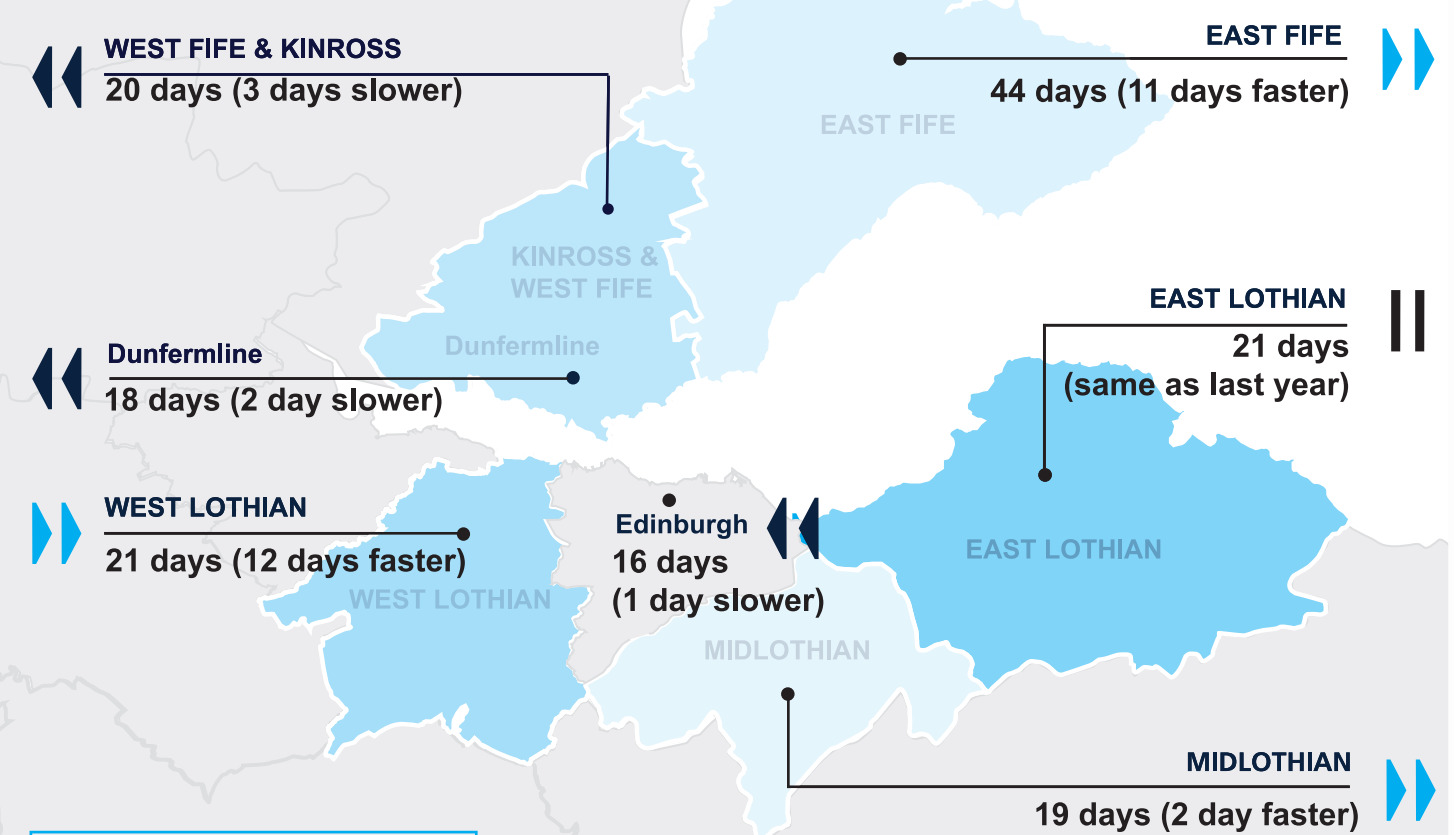 WEST FIFE & KINROSS
20 days (3 days slower)
EAST FIFE
44 days (11 days faster)
EAST FIFE
KINROSS &
WEST FIFE
Dunfermline
EAST LOTHIAN
21 days
(same as last year)
Dunfermline
18 days (2 day slower)
WEST LOTHIAN
21 days (12 days faster)
WEST LOTHIAN
Edinburgh
16 days
(1 day slower)
EAST LOTHIAN
MIDLOTHIAN
MIDLOTHIAN
19 days (2 day faster)